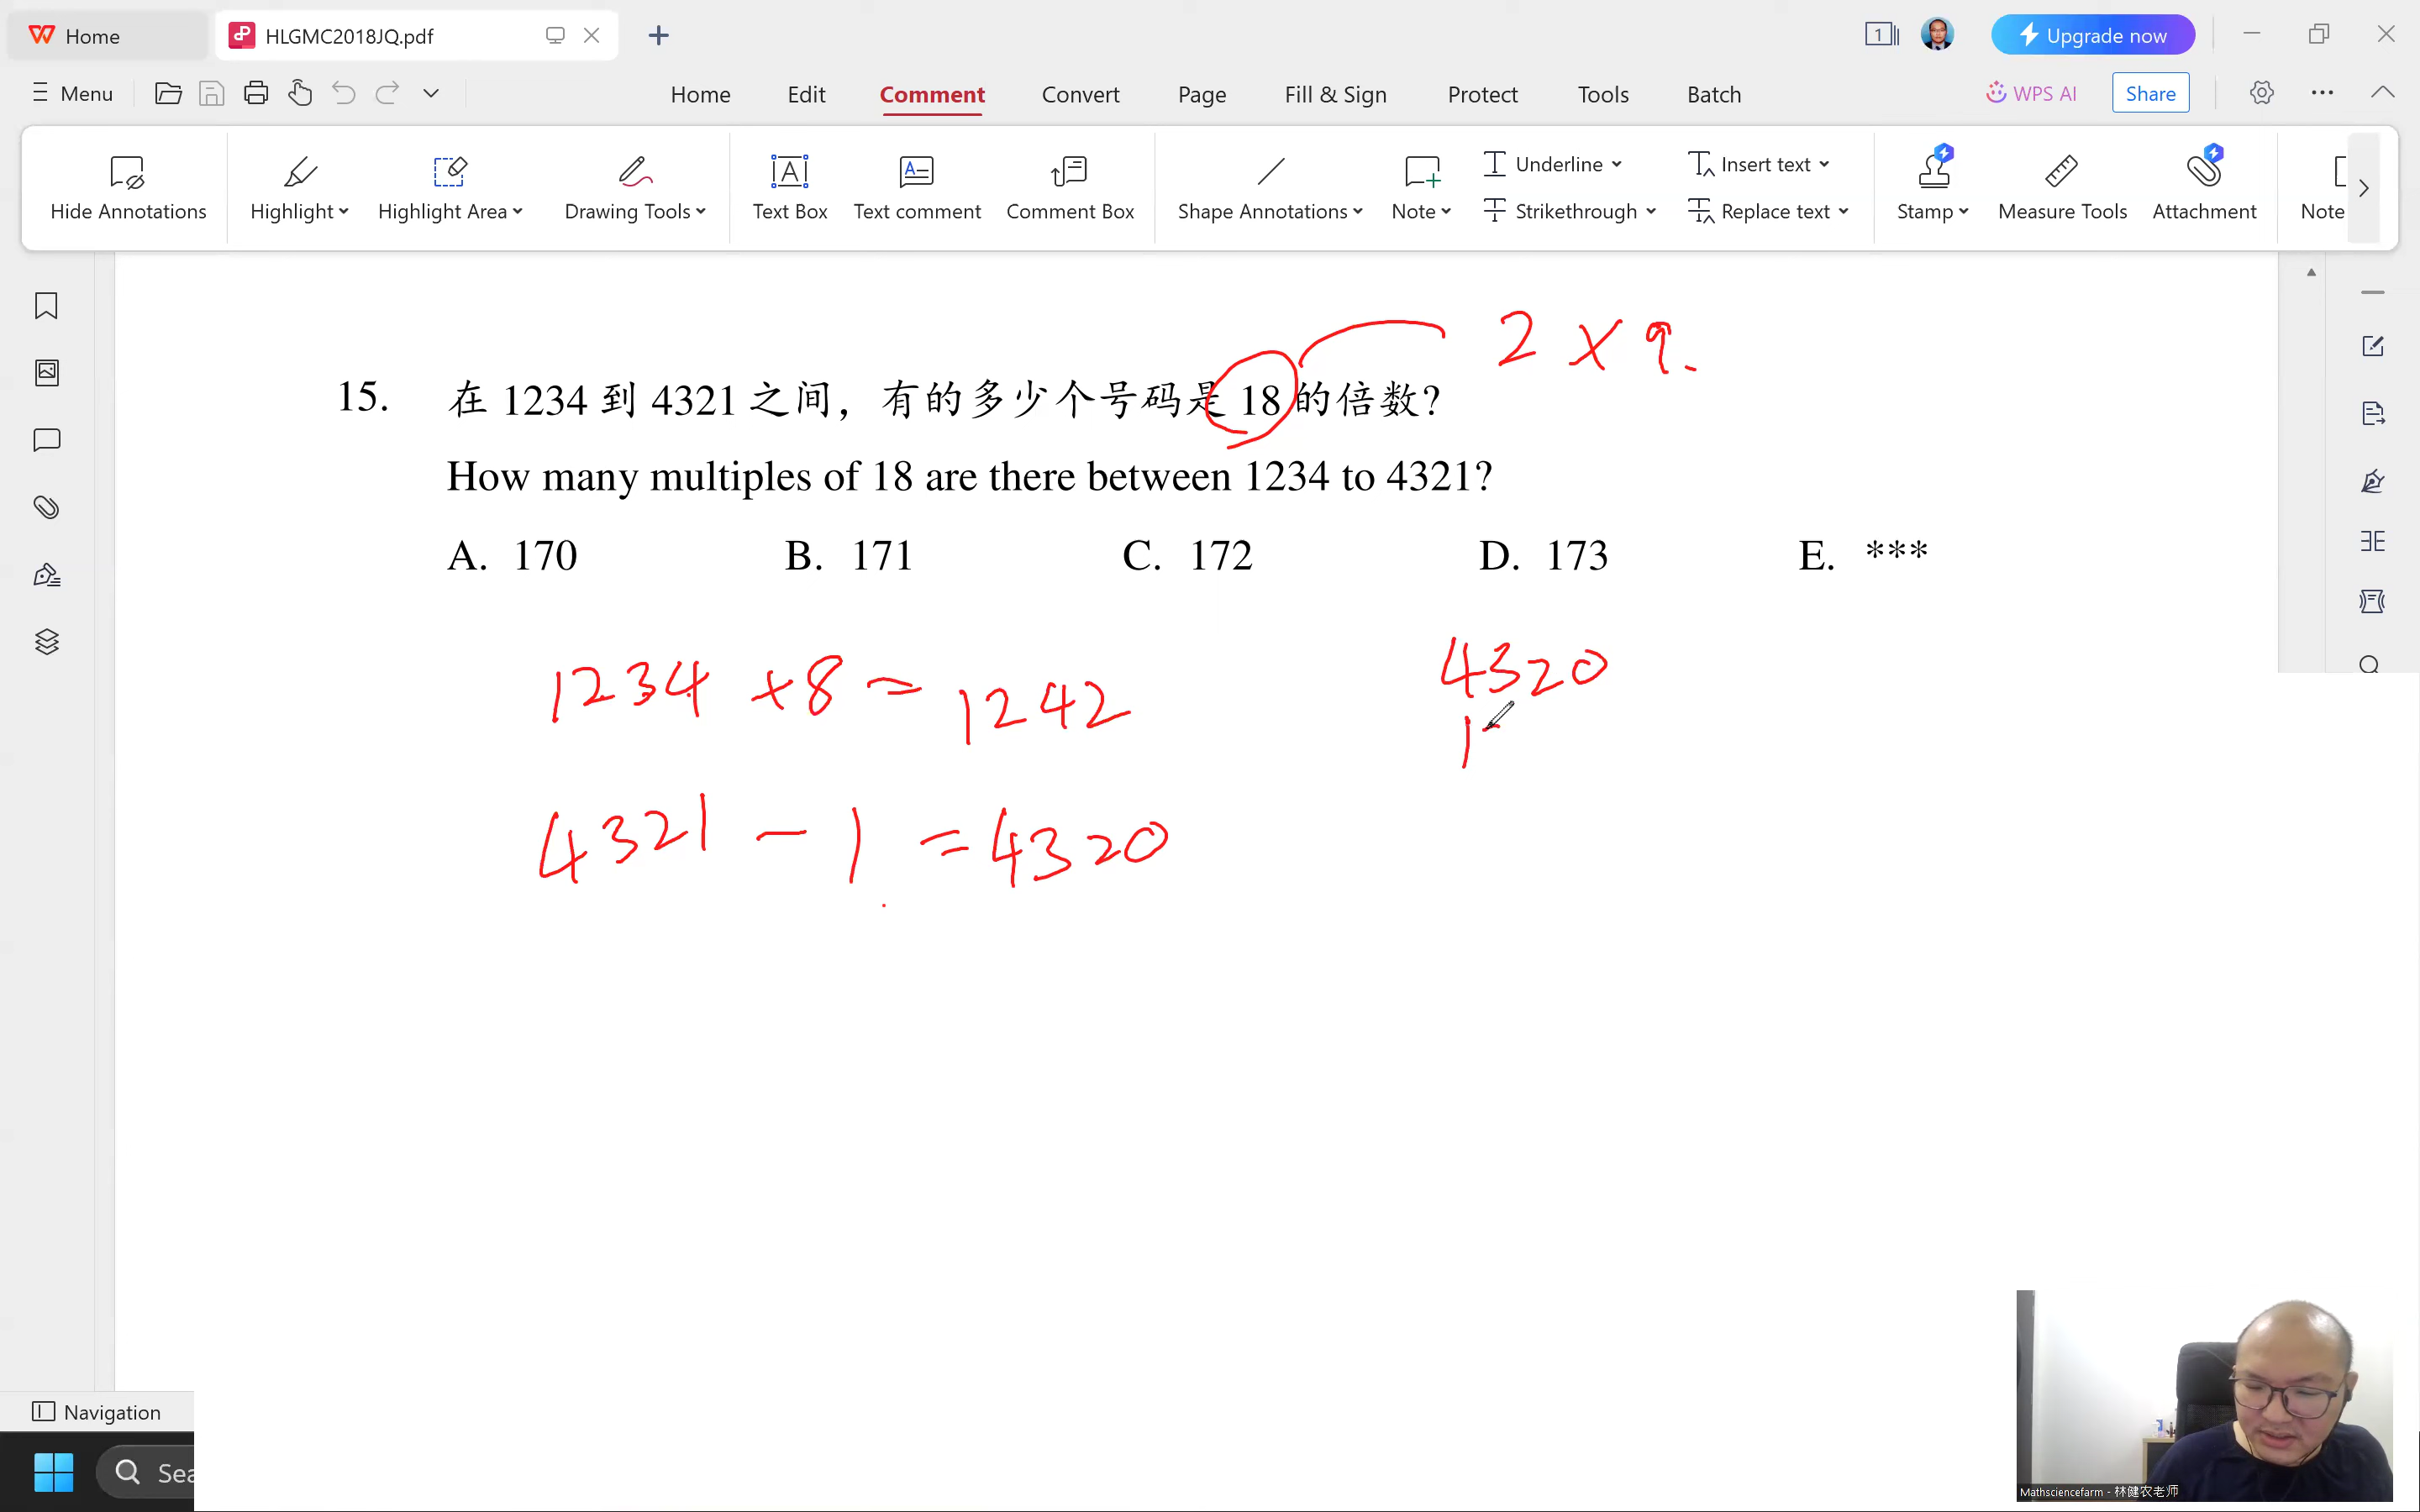 Home
HLGMC2018JQ.pdf
1
Upgrade now
Menu
Home
Edit
Comment
Convert
Page
Fill & Sign
Protect
Tools
Batch
WPS AI
Share
Hide Annotations
Highlight
Highlight Area
Drawing Tools
Text Box
Text comment
Comment Box
Shape Annotations
Note
Underline
Strikethrough
Insert text
Replace text
Stamp
Measure Tools
Attachment
Note
2 × 9.
15. 在 1234 到 4321 之间，有的多少个号码是 18 的倍数?
How many multiples of 18 are there between 1234 to 4321?
A. 170 B. 171 C. 172 D. 173 E. ***
1234 + 8 = 1242
4320
1
4321 - 1 = 4320
Navigation
Sea
Mathsciencefarm - 林健农老师